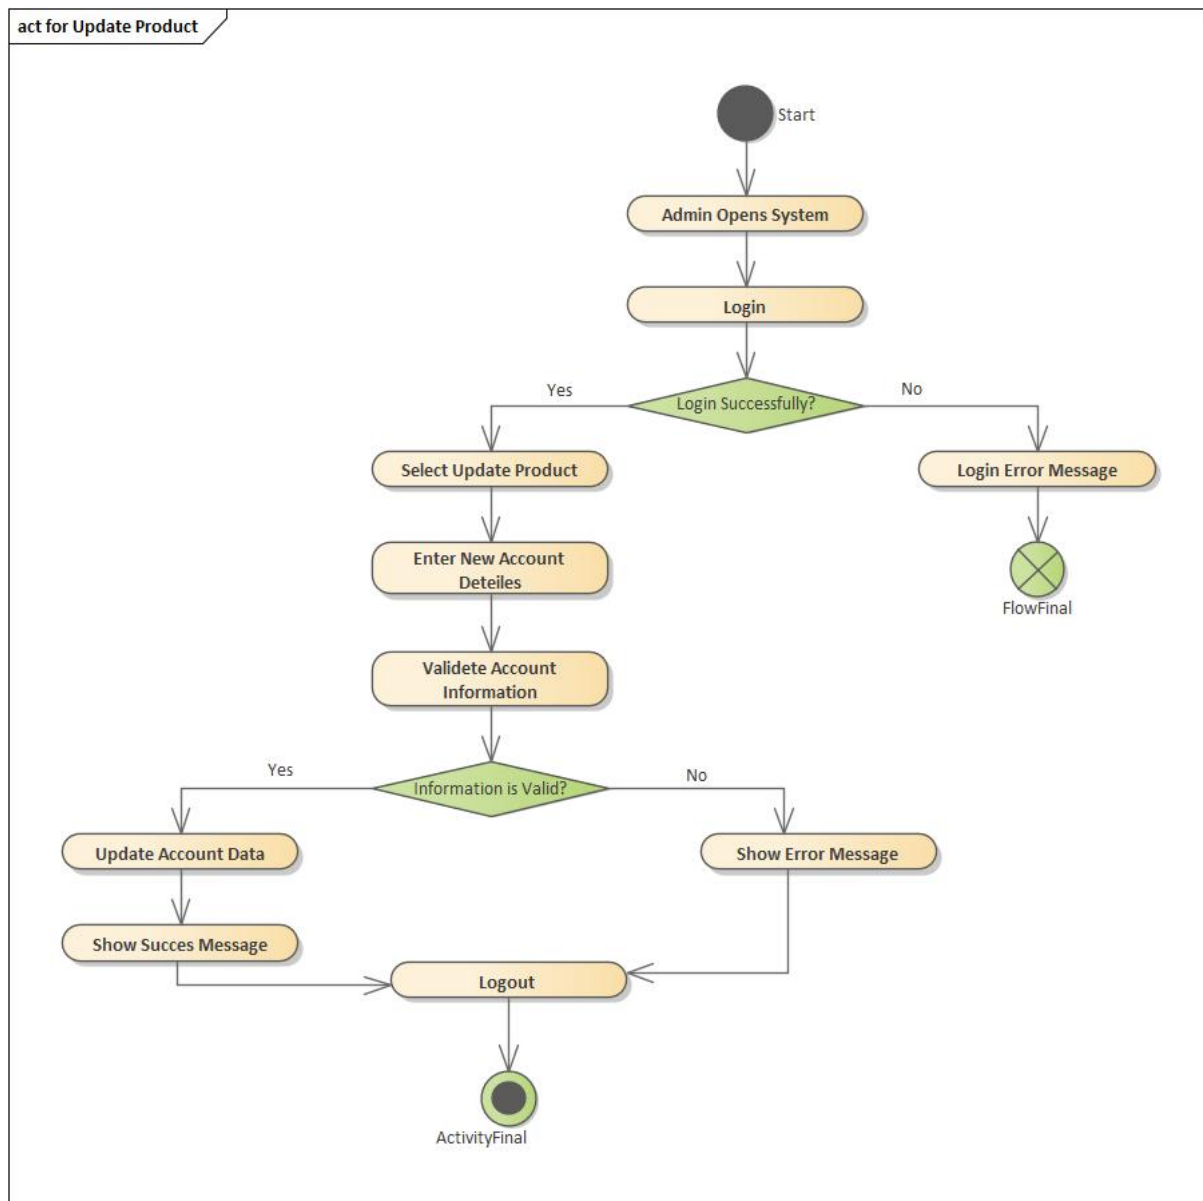 act for Update Product
Start
Admin Opens System
Login
Yes
Login Successfully?
No
Select Update Product
Login Error Message
Enter New Account
Deteiles
FlowFinal
Validete Account
Information
Yes
Information is Valid?
No
Update Account Data
Show Error Message
Show Succes Message
Logout
ActivityFinal